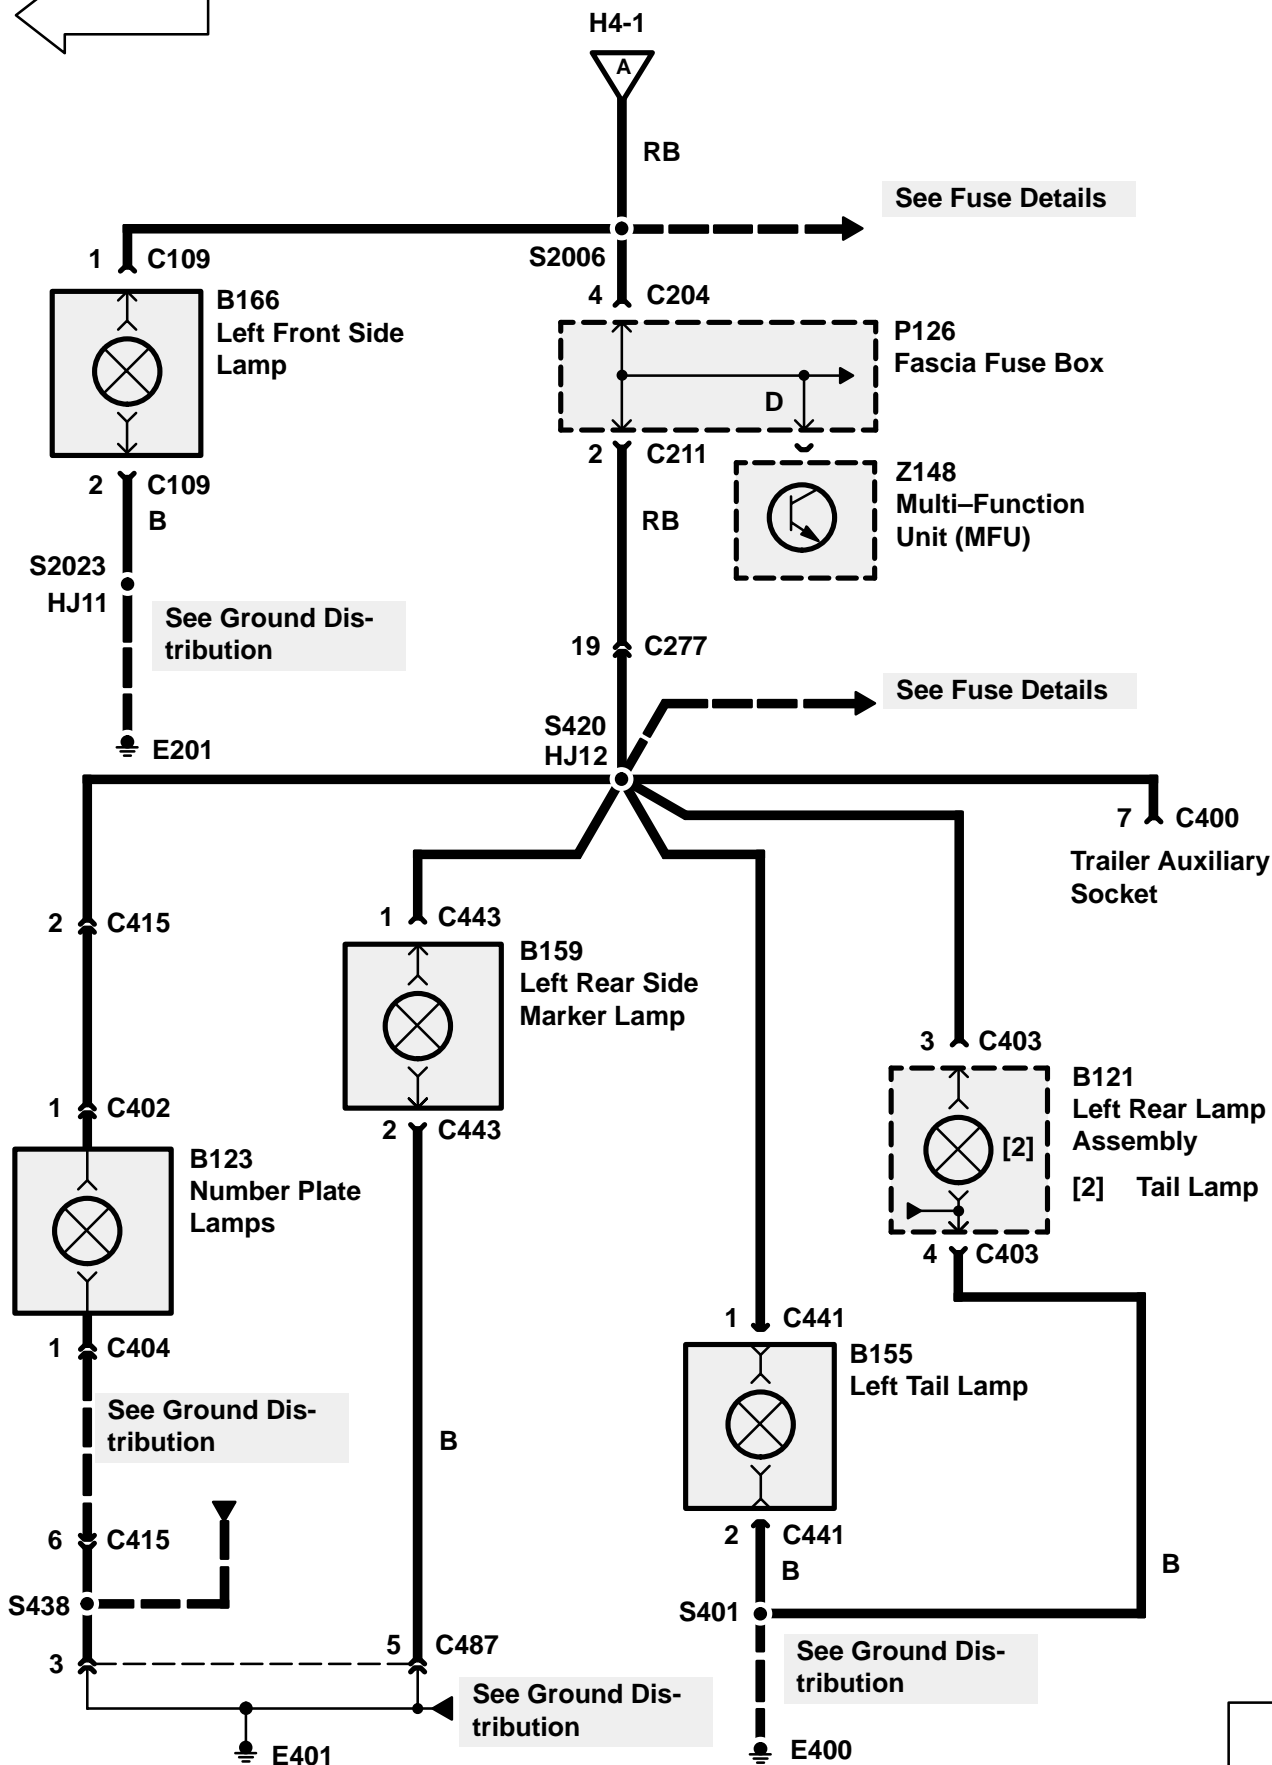 H4-1
A
RB
See Fuse Details
S2006
1 C109
B166
Left Front Side
Lamp
4 C204
P126
Fascia Fuse Box
D
2 C211
Z148
Multi–Function
Unit (MFU)
2 C109
B
RB
S2023
HJ11
See Ground Dis-
tribution
19 C277
See Fuse Details
S420
HJ12
E201
7 C400
Trailer Auxiliary
Socket
2 C415
1 C443
B159
Left Rear Side
Marker Lamp
3 C403
B121
Left Rear Lamp
Assembly
[2]
[2] Tail Lamp
1 C402
2 C443
B123
Number Plate
Lamps
4 C403
1 C441
B155
Left Tail Lamp
1 C404
See Ground Dis-
tribution
B
6 C415
2 C441
B
B
S438
S401
3
5 C487
See Ground Dis-
tribution
See Ground Dis-
tribution
E401
E400